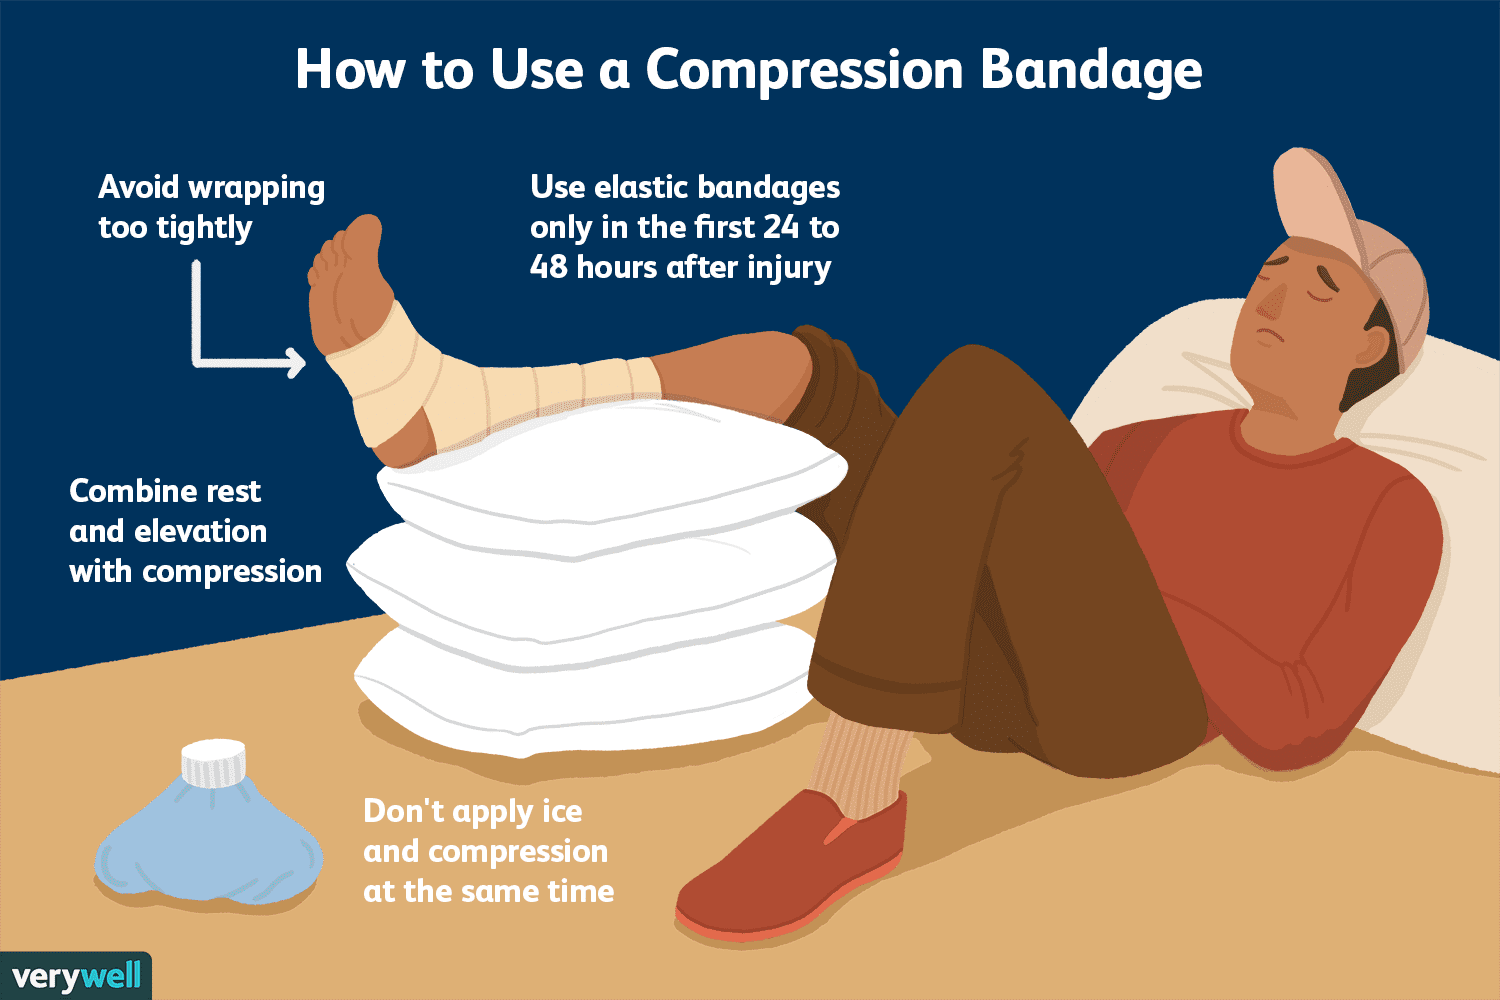 How to Use a Compression Bandage
Avoid wrapping
too tightly
Use elastic bandages
only in the first 24 to
48 hours after injury
Combine rest
and elevation
with compression
Don't apply ice
and compression
at the same time
verywell